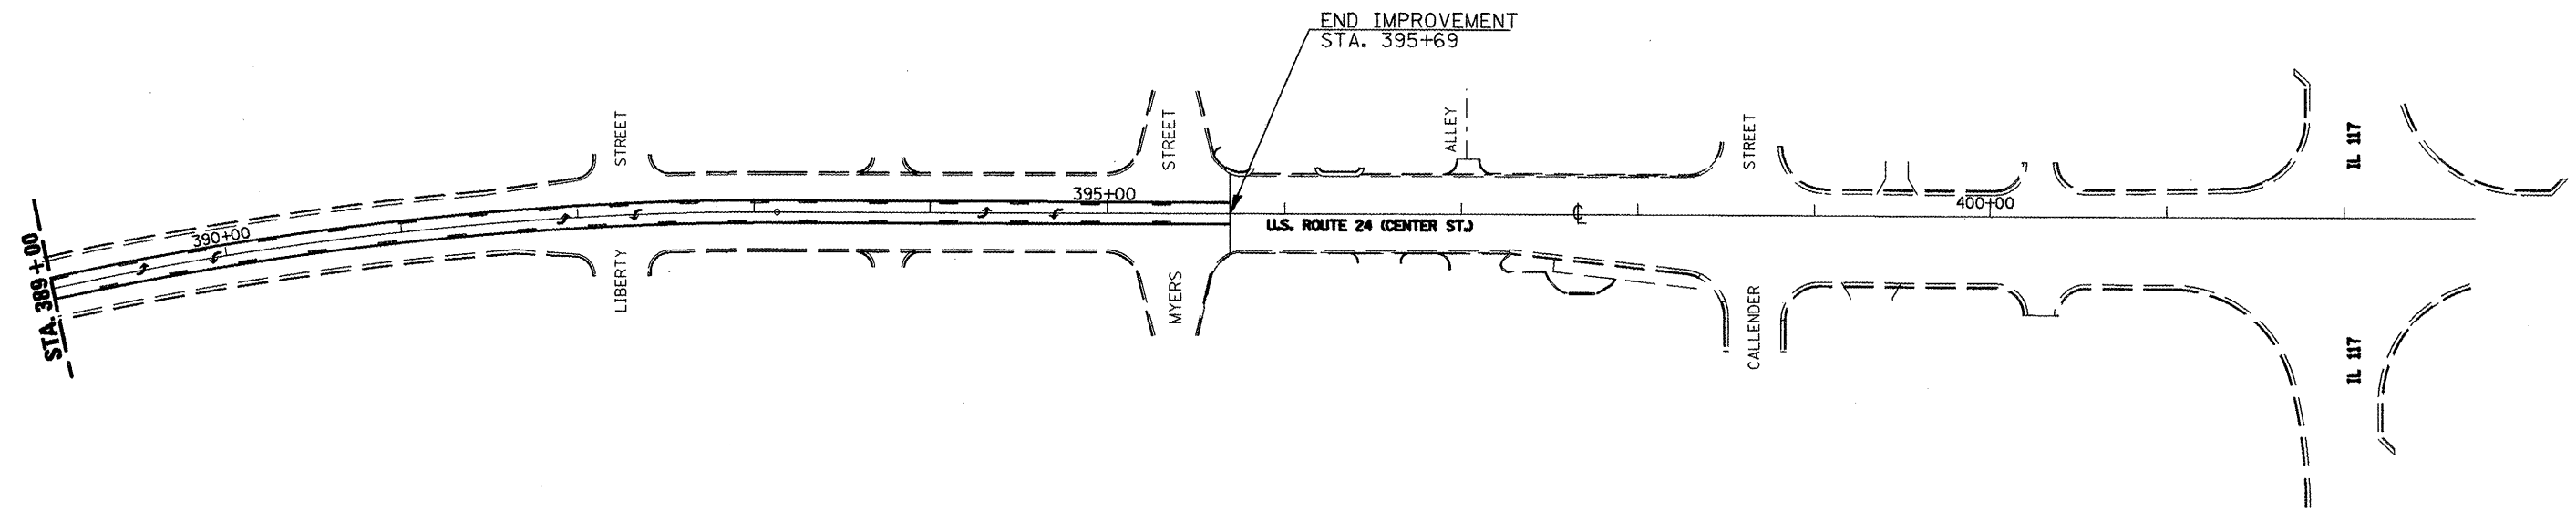 END IMPROVEMENT
STA. 395+69
STREET
STREET
ALLEY
STREET
IL 117
395+00
400+00
390+00
U.S. ROUTE 24 (CENTER ST.)
℄
STA. 389+00
LIBERTY
MYERS
CALLENDER
IL 117